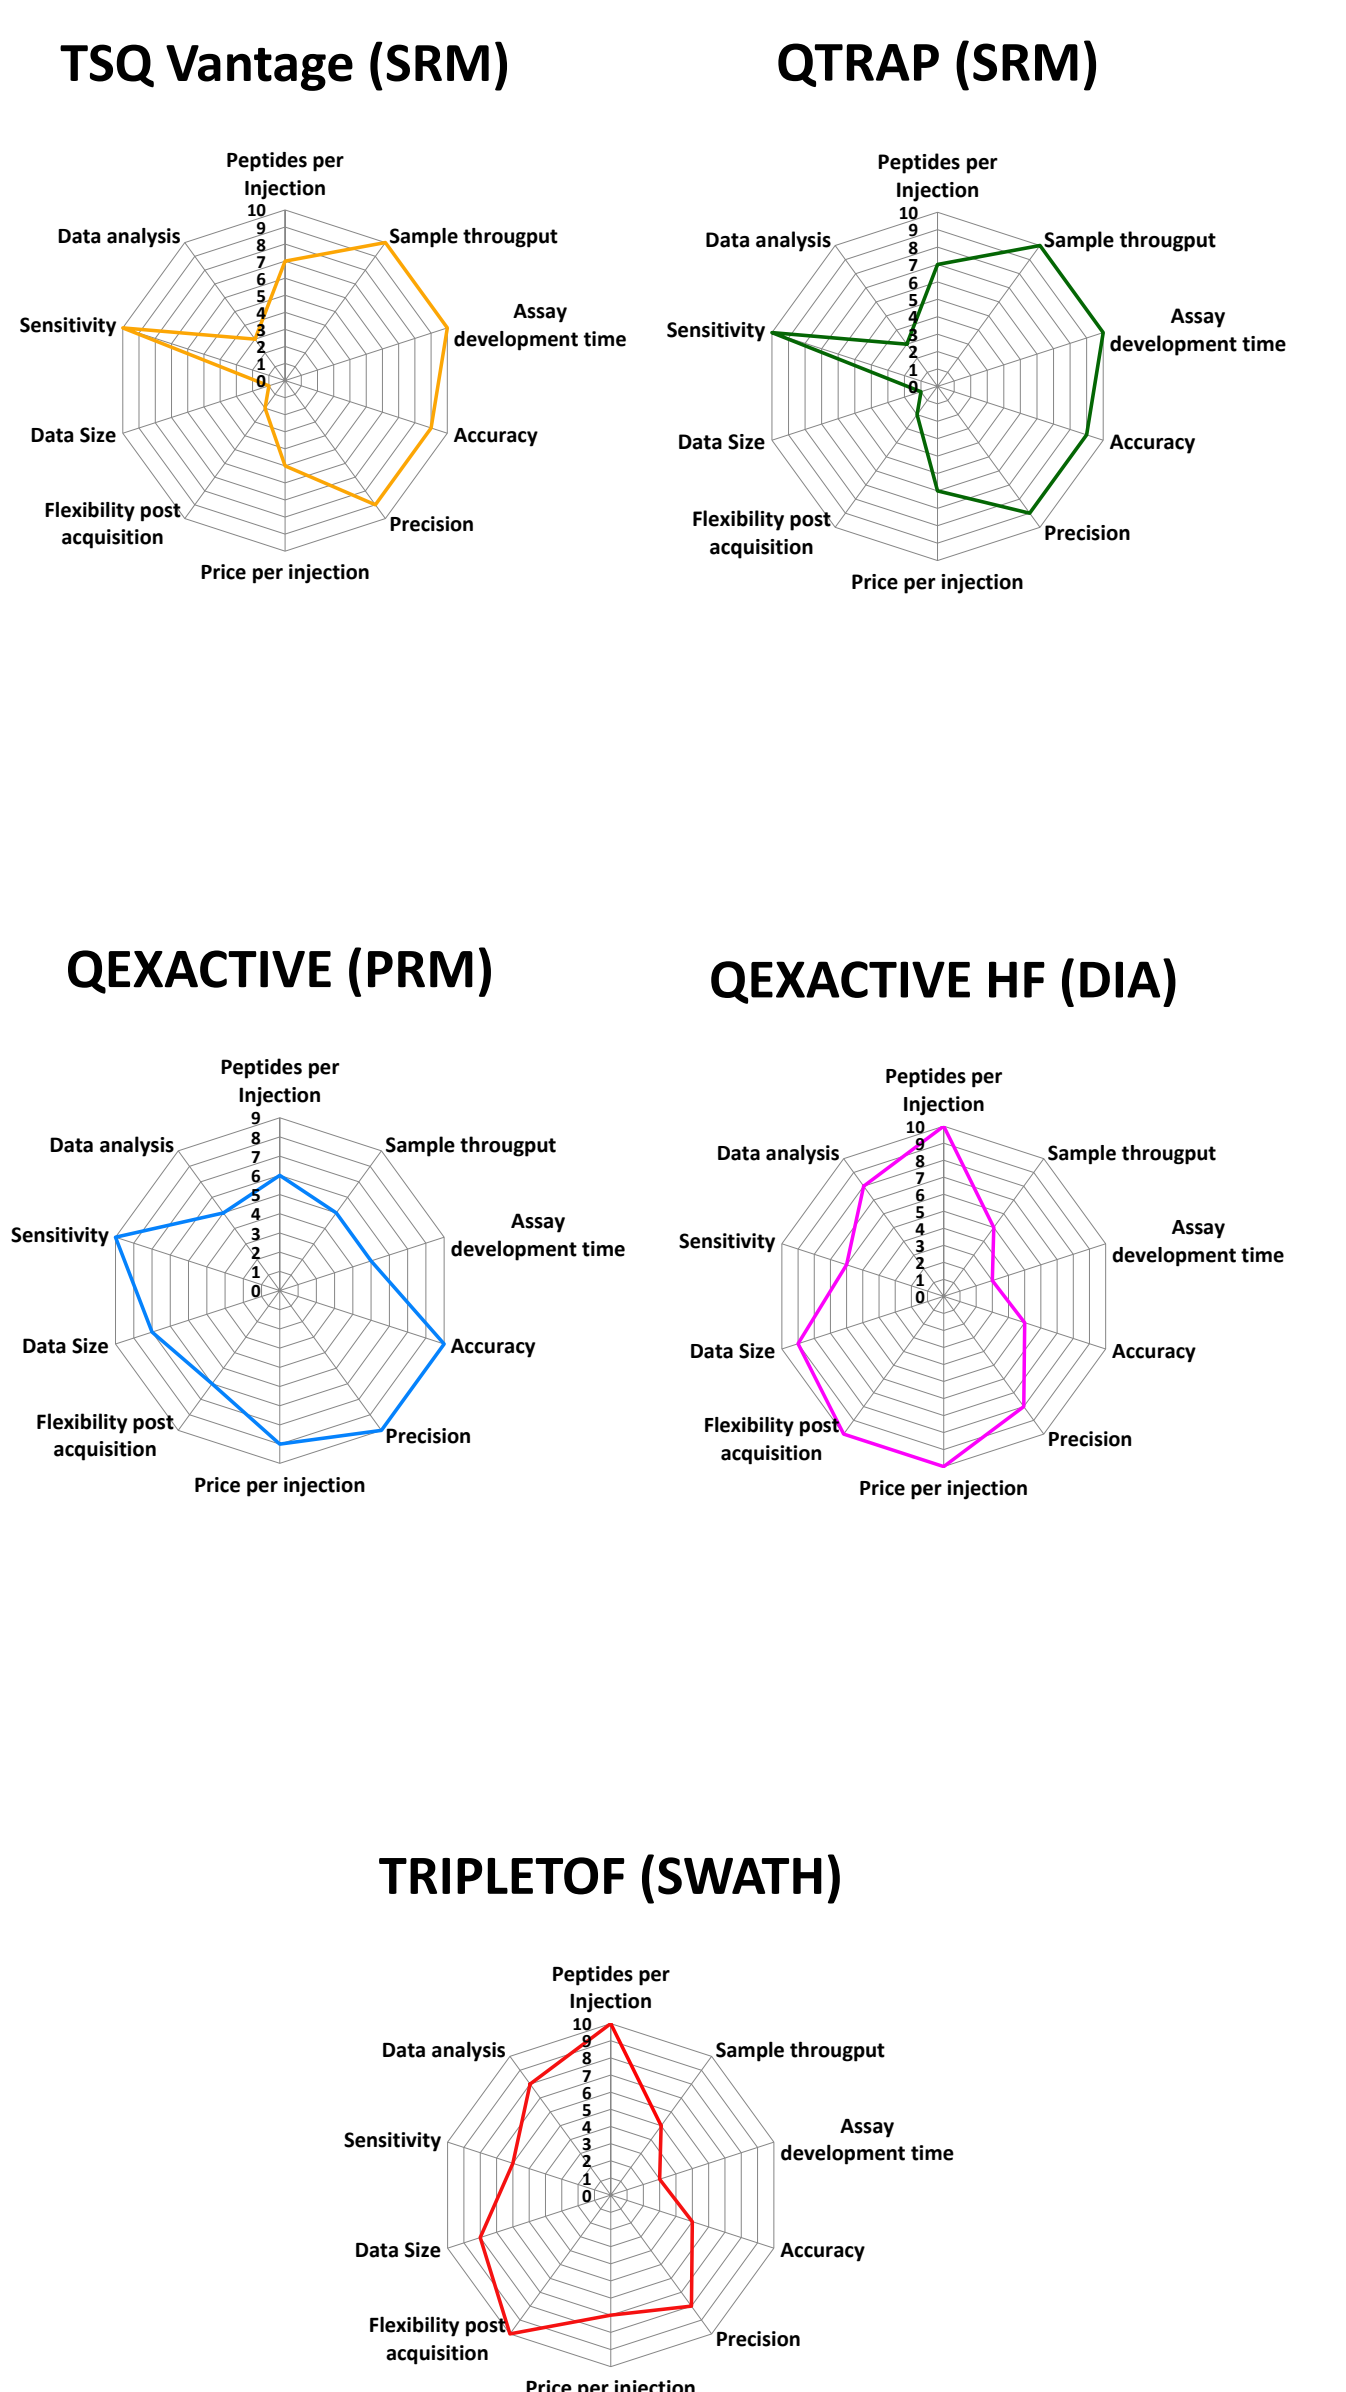 TSQ Vantage (SRM)
Peptides per
Injection
10
9
8
7
6
5
4
3
2
1
0
Sample througput
Assay
development time
Accuracy
Precision
Price per injection
Flexibility post
acquisition
Data Size
Sensitivity
Data analysis
QTRAP (SRM)
Peptides per
Injection
10
9
8
7
6
5
4
3
2
1
0
Sample througput
Assay
development time
Accuracy
Precision
Price per injection
Flexibility post
acquisition
Data Size
Sensitivity
Data analysis
QEXACTIVE (PRM)
Peptides per
Injection
9
8
7
6
5
4
3
2
1
0
Sample througput
Assay
development time
Accuracy
Precision
Price per injection
Flexibility post
acquisition
Data Size
Sensitivity
Data analysis
QEXACTIVE HF (DIA)
Peptides per
Injection
10
9
8
7
6
5
4
3
2
1
0
Sample througput
Assay
development time
Accuracy
Precision
Price per injection
Flexibility post
acquisition
Data Size
Sensitivity
Data analysis
TRIPLETOF (SWATH)
Peptides per
Injection
10
9
8
7
6
5
4
3
2
1
0
Sample througput
Assay
development time
Accuracy
Precision
Price per injection
Flexibility post
acquisition
Data Size
Sensitivity
Data analysis